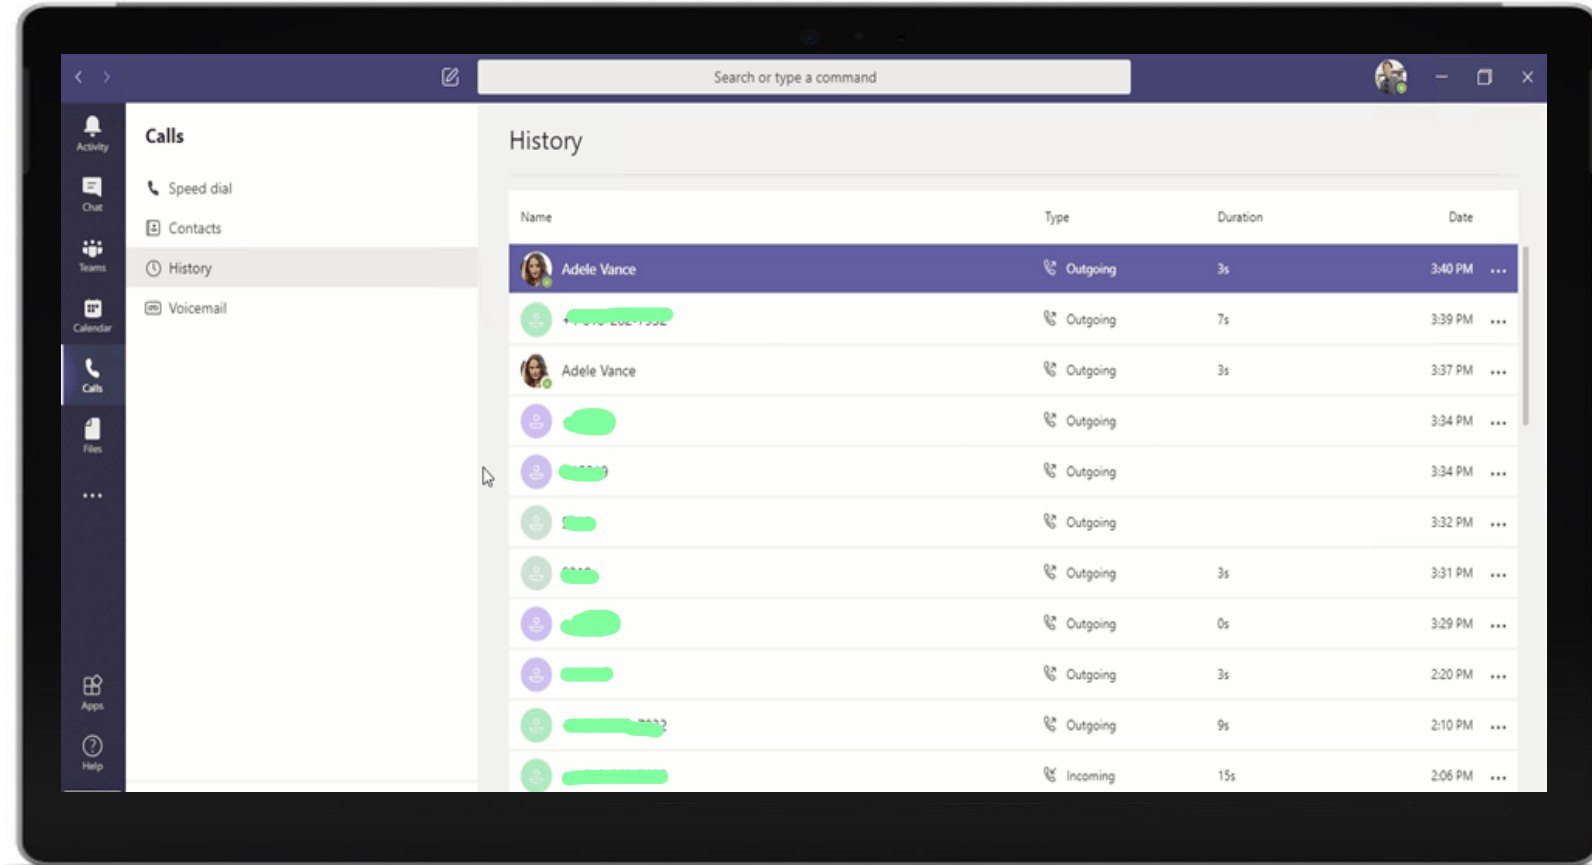 Search or type a command
Activity
Chat
Teams
Calendar
Calls
Files
Apps
Help
Calls
Speed dial
Contacts
History
Voicemail
History
Name Type Duration Date
Adele Vance Outgoing 3s 3:40 PM
Outgoing 7s 3:39 PM
Adele Vance Outgoing 3s 3:37 PM
Outgoing 3:34 PM
Outgoing 3:34 PM
Outgoing 3:32 PM
Outgoing 3s 3:31 PM
Outgoing 0s 3:29 PM
Outgoing 3s 2:20 PM
Outgoing 9s 2:10 PM
Incoming 15s 2:06 PM